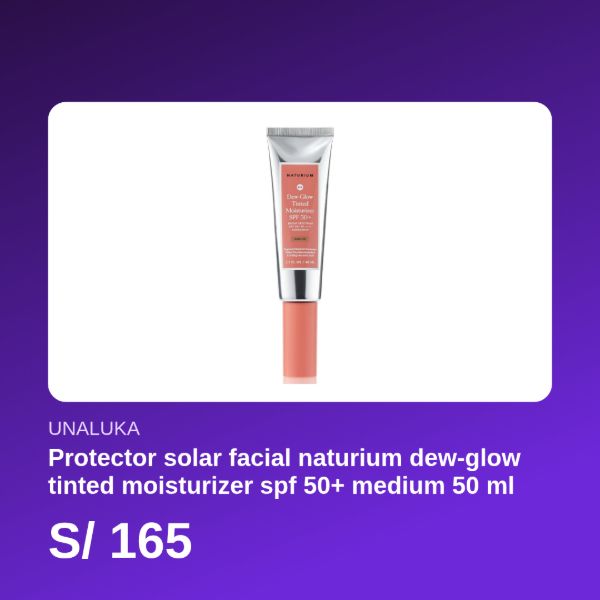 NATURIUM
Dew-Glow
Tinted
Moisturizer
SPF 50+
UNALUKA
Protector solar facial naturium dew-glow
tinted moisturizer spf 50+ medium 50 ml
S/ 165